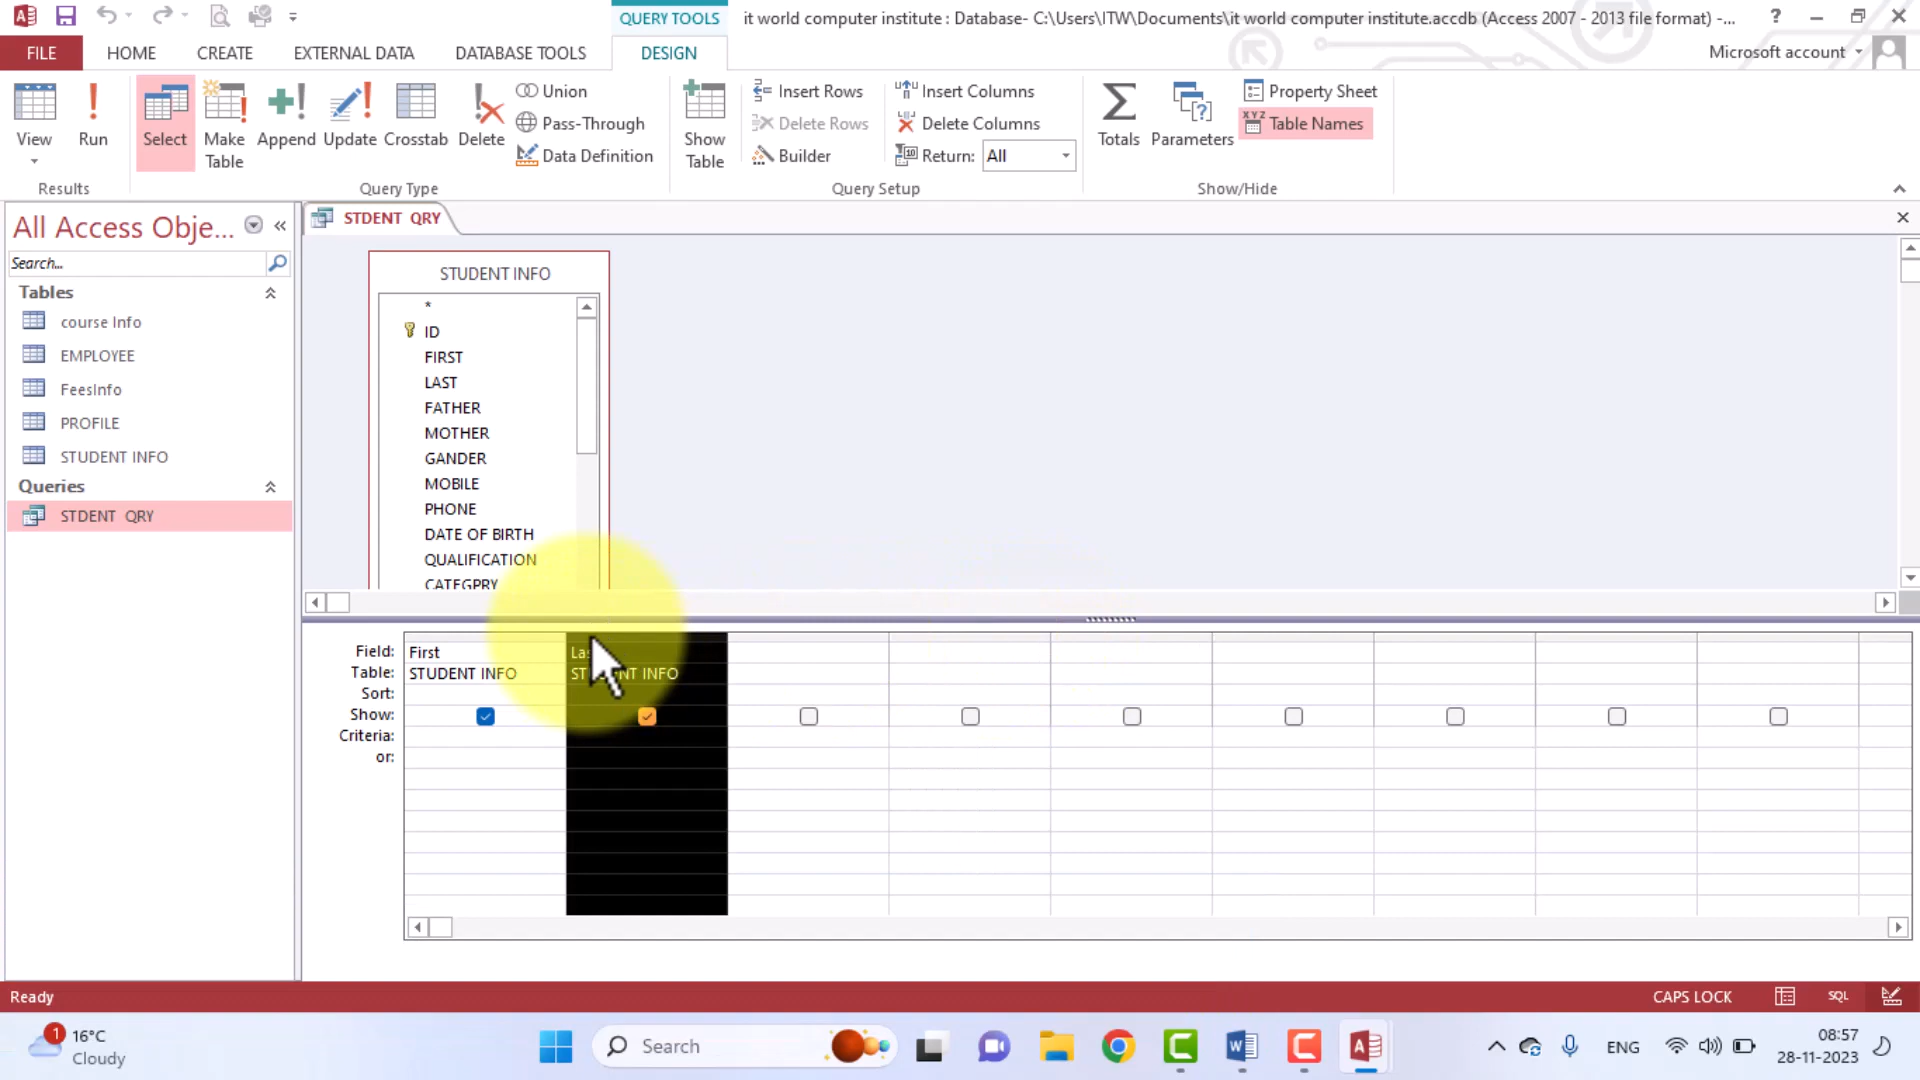 QUERY TOOLS
it world computer institute : Database- C:\Users\ITW\Documents\it world computer institute.accdb (Access 2007 - 2013 file format) -...
FILE HOME CREATE EXTERNAL DATA DATABASE TOOLS DESIGN Microsoft account
View Run Select Make Table Append Update Crosstab Delete
Union
Pass-Through
Data Definition
Show Table
Insert Rows
Delete Rows
Builder
Insert Columns
Delete Columns
Return: All
Totals Parameters
Property Sheet
XYZ Table Names
Results Query Type Query Setup Show/Hide
All Access Obje...
Search...
Tables
course Info
EMPLOYEE
FeesInfo
PROFILE
STUDENT INFO
Queries
STDENT QRY
STDENT QRY
STUDENT INFO
*
ID
FIRST
LAST
FATHER
MOTHER
GANDER
MOBILE
PHONE
DATE OF BIRTH
QUALIFICATION
CATEGPRY
Field: First
Table: STUDENT INFO INFO
Sort:
Show:
Criteria:
or:
Ready CAPS LOCK SQL
1 16°C
Cloudy
Search
ENG
08:57
28-11-2023